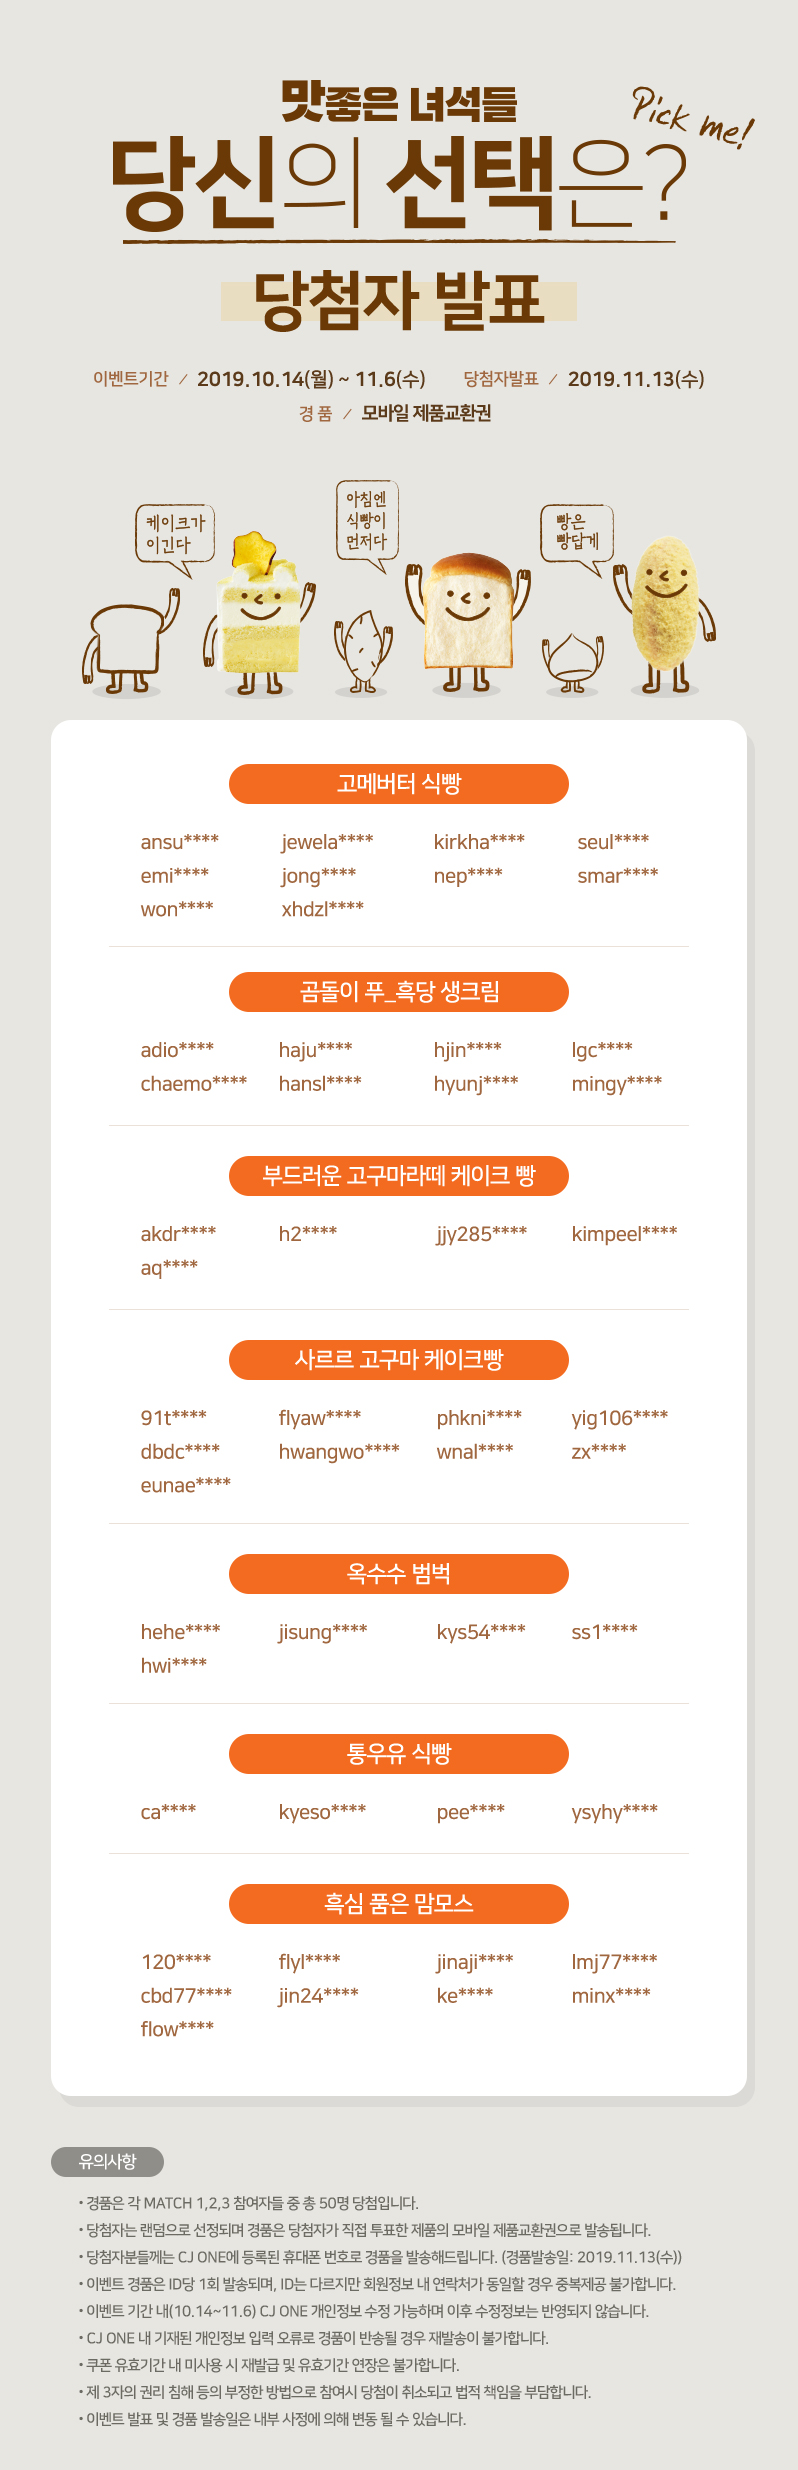 맛좋은 녀석들
Pick me!
당신의 선택은?
당첨자 발표
이벤트기간 / 2019.10.14(월) ~ 11.6(수) 당첨자발표 / 2019.11.13(수)
경 품 / 모바일 제품교환권
케이크가
이긴다
아침엔
식빵이
먼저다
빵은
빵답게
고메버터 식빵
ansu**** jewela**** kirkha**** seul****
emi**** jong**** nep**** smar****
won**** xhdzl****
곰돌이 푸_흑당 생크림
adio**** haju**** hjin**** lgc****
chaemo**** hansl**** hyunj**** mingy****
부드러운 고구마라떼 케이크 빵
akdr**** h2**** jjy285**** kimpeel****
aq****
사르르 고구마 케이크빵
91t**** flyaw**** phkni**** yig106****
dbdc**** hwangwo**** wnal**** zx****
eunae****
옥수수 범벅
hehe**** jisung**** kys54**** ss1****
hwi****
통우유 식빵
ca**** kyeso**** pee**** ysyhy****
흑심 품은 맘모스
120**** flyl**** jinaji**** lmj77****
cbd77**** jin24**** ke**** minx****
flow****
유의사항
• 경품은 각 MATCH 1,2,3 참여자들 중 총 50명 당첨입니다.
• 당첨자는 랜덤으로 선정되며 경품은 당첨자가 직접 투표한 제품의 모바일 제품교환권으로 발송됩니다.
• 당첨자분들께는 CJ ONE에 등록된 휴대폰 번호로 경품을 발송해드립니다. (경품발송일: 2019.11.13(수))
• 이벤트 경품은 ID당 1회 발송되며, ID는 다르지만 회원정보 내 연락처가 동일할 경우 중복제공 불가합니다.
• 이벤트 기간 내(10.14~11.6) CJ ONE 개인정보 수정 가능하며 이후 수정정보는 반영되지 않습니다.
• CJ ONE 내 기재된 개인정보 입력 오류로 경품이 반송될 경우 재발송이 불가합니다.
• 쿠폰 유효기간 내 미사용 시 재발급 및 유효기간 연장은 불가합니다.
• 제 3자의 권리 침해 등의 부정한 방법으로 참여시 당첨이 취소되고 법적 책임을 부담합니다.
• 이벤트 발표 및 경품 발송일은 내부 사정에 의해 변동 될 수 있습니다.